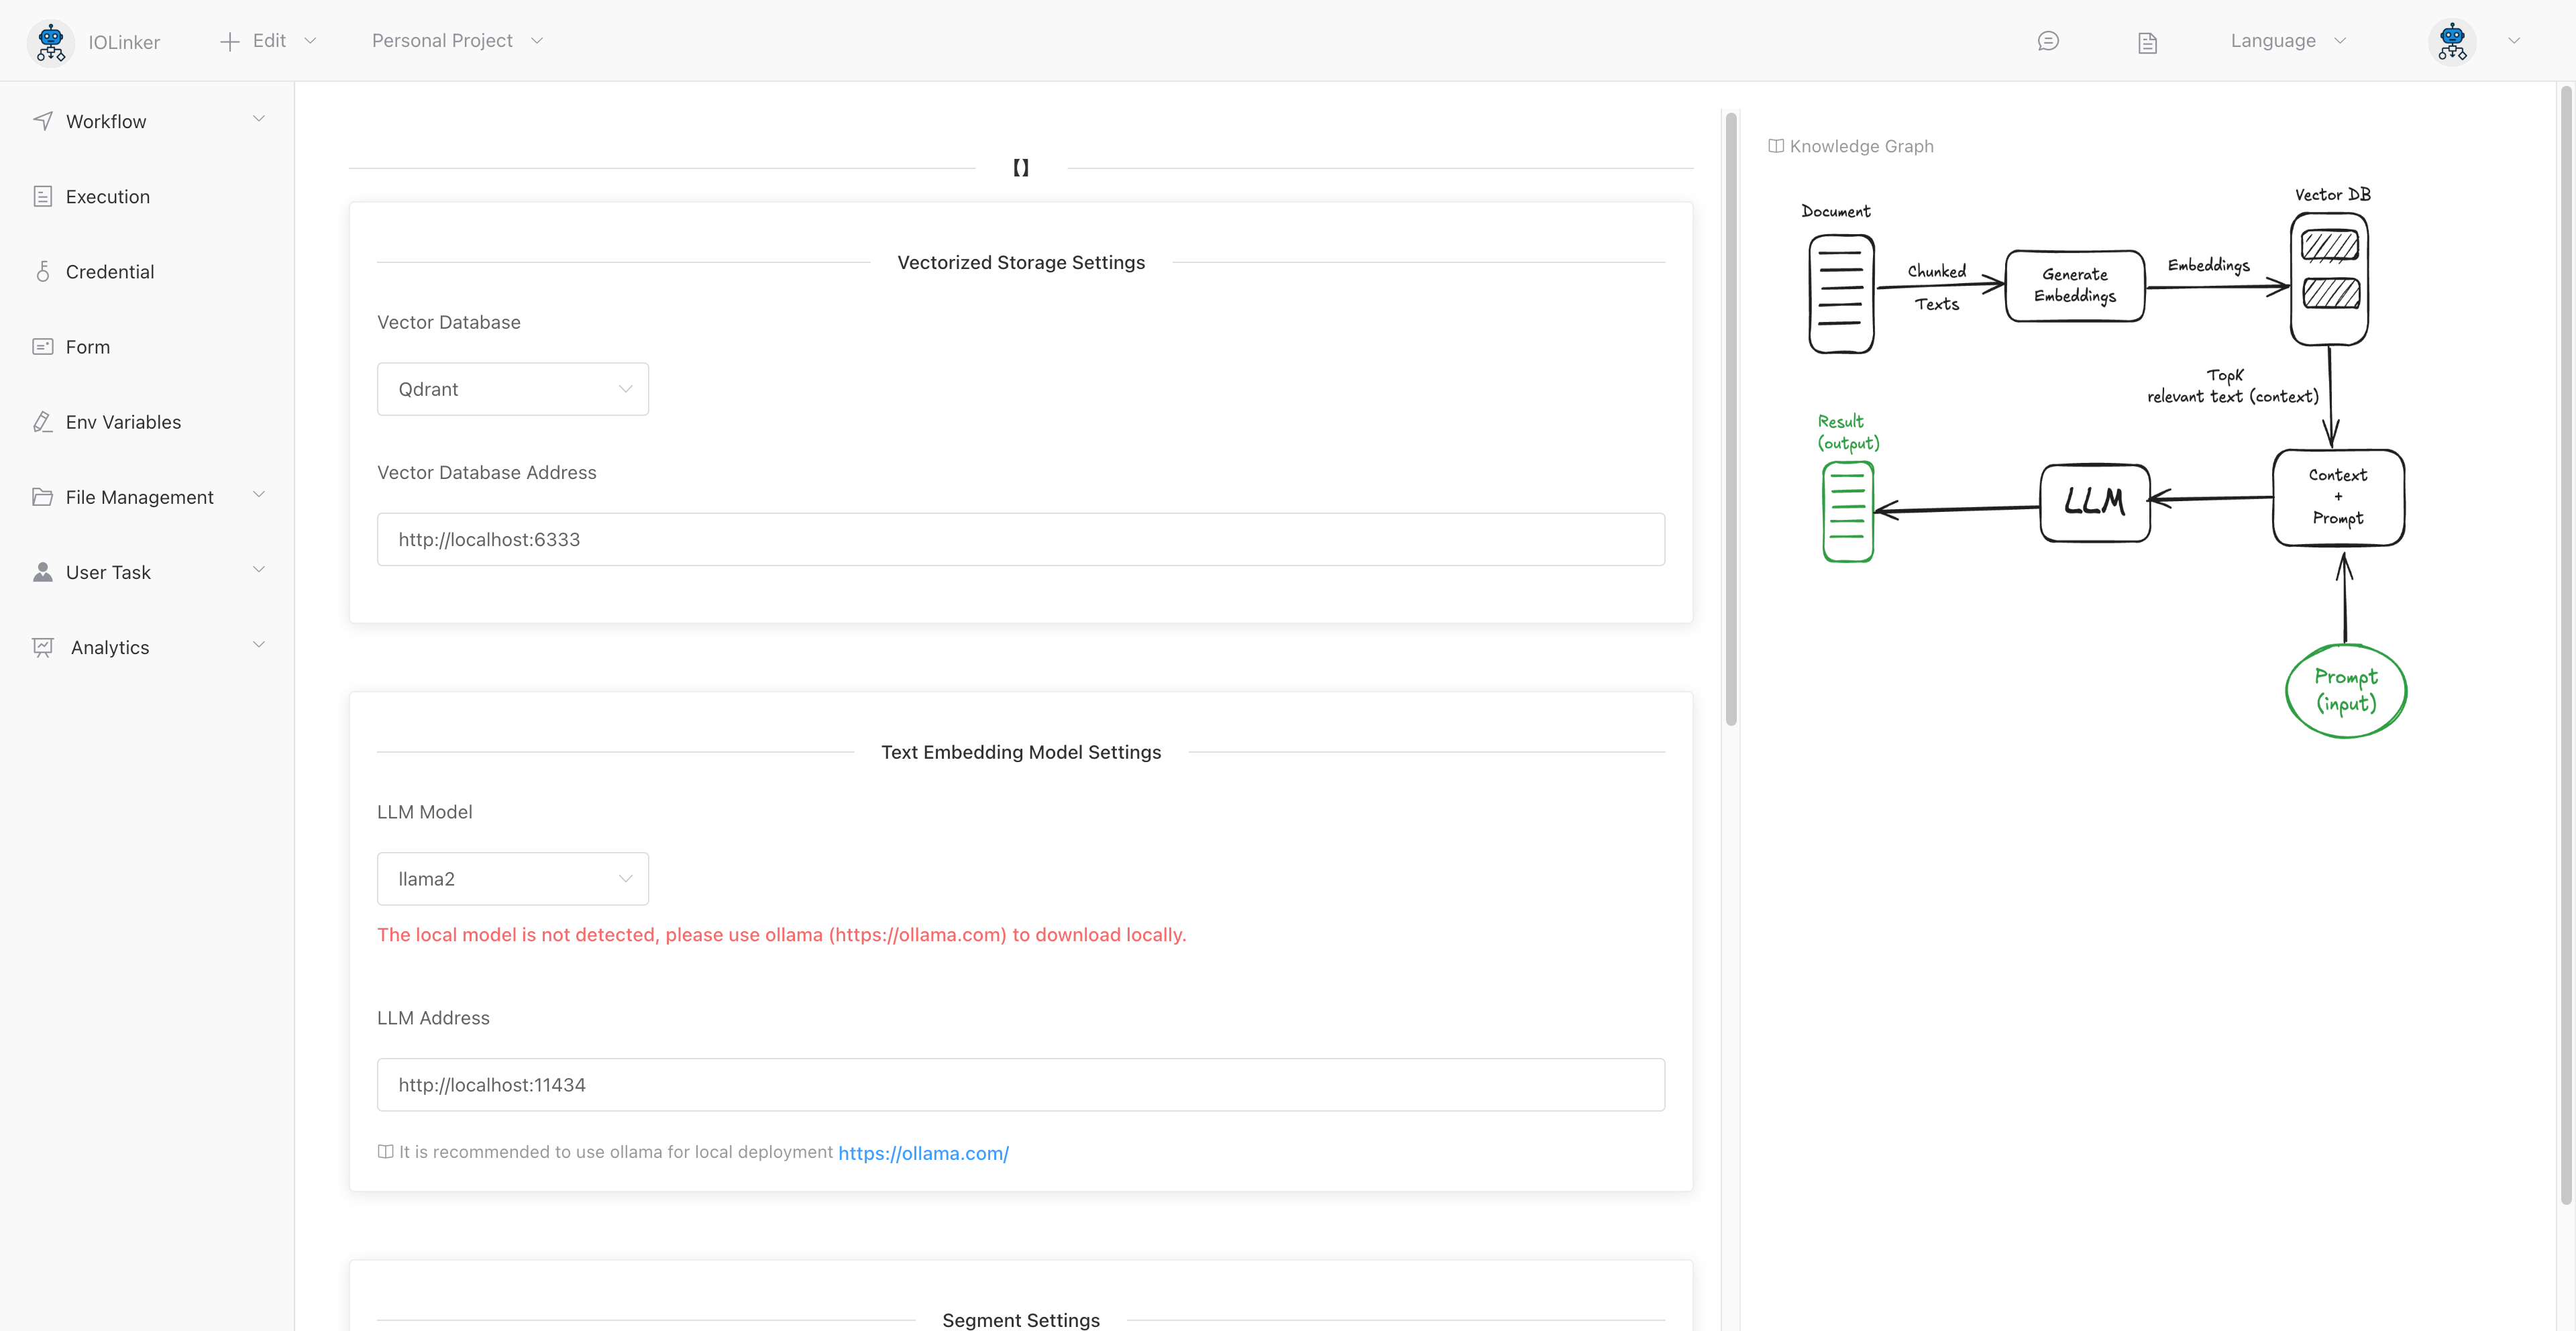 IOLinker
Edit
Personal Project
Language
Workflow
Execution
Credential
Form
Env Variables
File Management
User Task
Analytics
【】
Vectorized Storage Settings
Vector Database
Qdrant
Vector Database Address
http://localhost:6333
Text Embedding Model Settings
LLM Model
llama2
The local model is not detected, please use ollama (https://ollama.com) to download locally.
LLM Address
http://localhost:11434
It is recommended to use ollama for local deployment https://ollama.com/
Segment Settings
Knowledge Graph
Document
Chunked
Texts
Generate
Embeddings
Embeddings
Vector DB
TopK
relevant text (context)
Context
+
Prompt
LLM
Result
(output)
Prompt
(input)